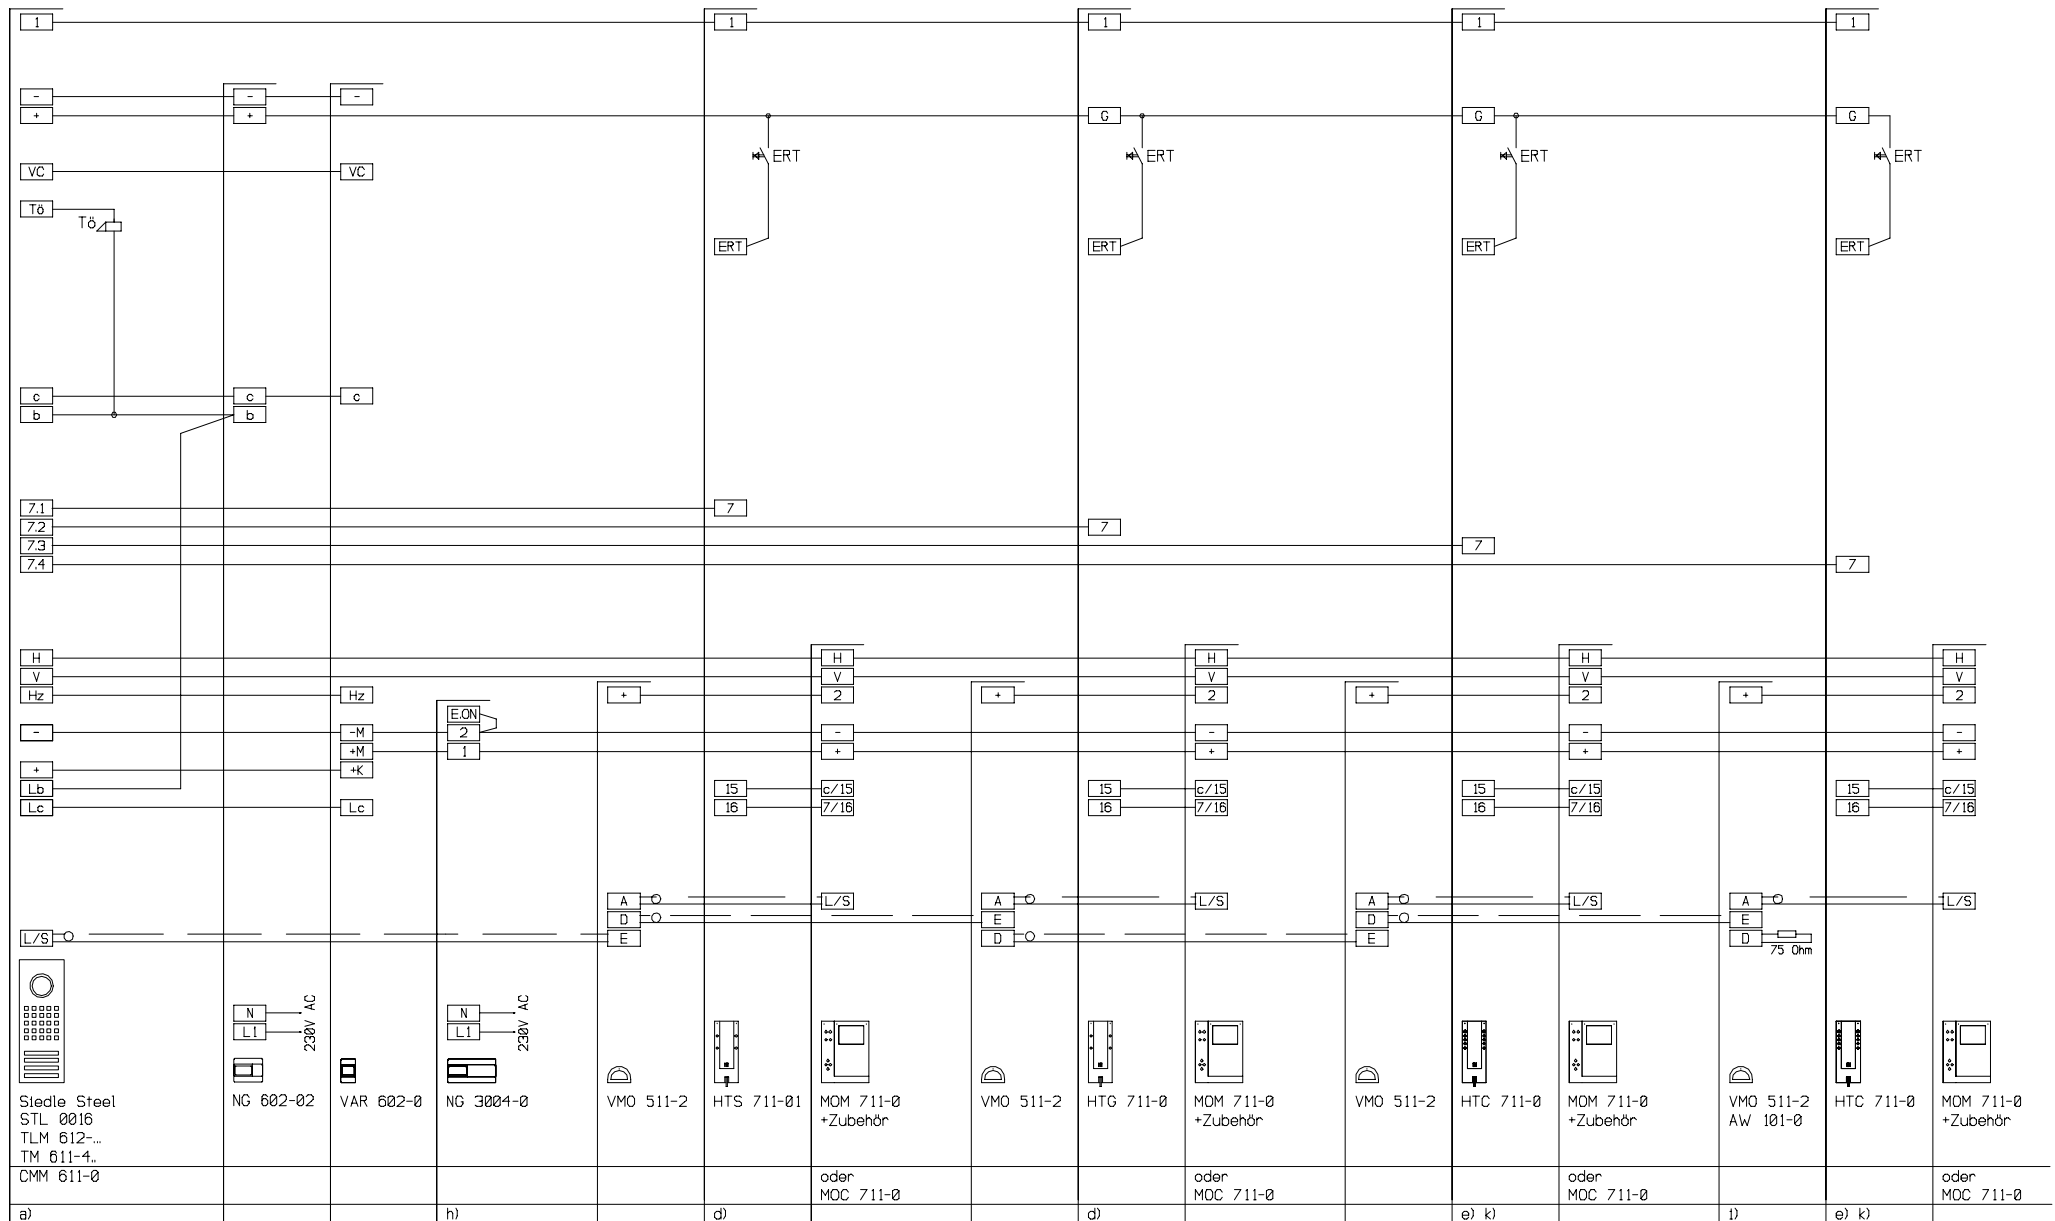 1 1 1 1 1
- - -
+ + G G G
ERT ERT ERT ERT
VC VC
Tö
Tö
ERT ERT ERT ERT
c c c
b b
7.1 7
7.2 7
7.3 7
7.4 7
H H H H H
V V V V V
Hz Hz + 2 + 2 + 2 + 2
E.ON
- -M 2 - - - -
+M 1 + + + +
+ +K
Lb 15 c/15 15 c/15 15 c/15 15 c/15
Lc Lc 16 7/16 16 7/16 16 7/16 16 7/16
A L/S A L/S A L/S A L/S
D E D E
L/S E D E D
75 Ohm
N N
L1 L1
230V AC 230V AC
Siedle Steel NG 602-02 VAR 602-0 NG 3004-0 VMO 511-2 HTS 711-01 MOM 711-0 VMO 511-2 HTG 711-0 MOM 711-0 VMO 511-2 HTC 711-0 MOM 711-0 VMO 511-2 HTC 711-0 MOM 711-0
STL 0016 +Zubehör +Zubehör +Zubehör AW 101-0 +Zubehör
TLM 612-...
TM 611-4..
CMM 611-0 oder oder oder oder
MOC 711-0 MOC 711-0 MOC 711-0 MOC 711-0
a) h) d) d) e) k) i) e) k)